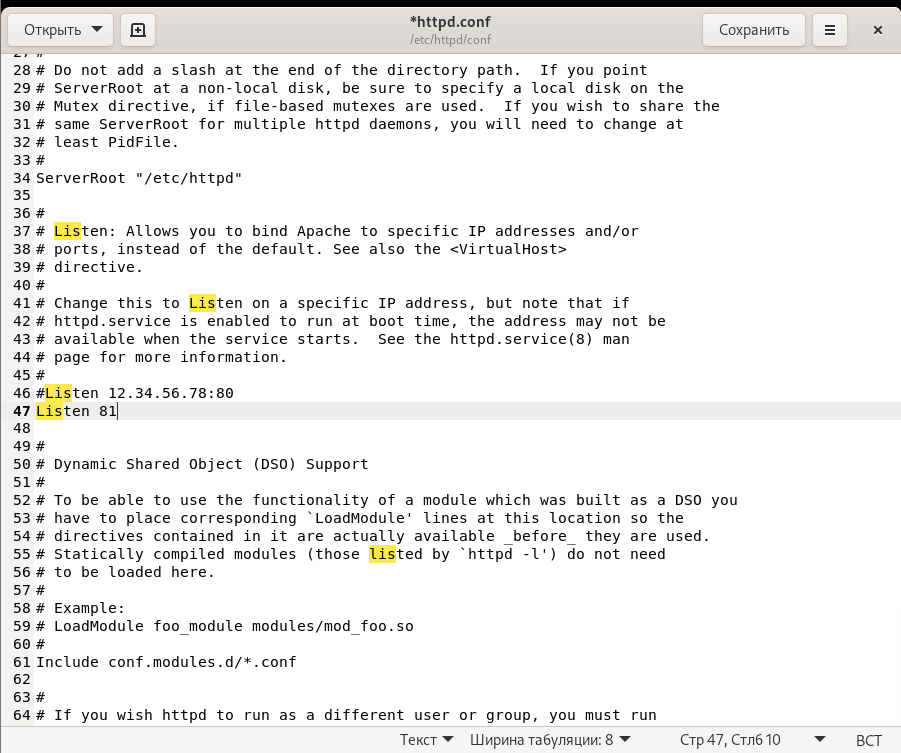 Открыть
*httpd.conf
/etc/httpd/conf
Сохранить
27 #
28 # Do not add a slash at the end of the directory path.  If you point
29 # ServerRoot at a non-local disk, be sure to specify a local disk on the
30 # Mutex directive, if file-based mutexes are used.  If you wish to share the
31 # same ServerRoot for multiple httpd daemons, you will need to change at
32 # least PidFile.
33 #
34 ServerRoot "/etc/httpd"
35
36 #
37 # Listen: Allows you to bind Apache to specific IP addresses and/or
38 # ports, instead of the default. See also the <VirtualHost>
39 # directive.
40 #
41 # Change this to Listen on a specific IP address, but note that if
42 # httpd.service is enabled to run at boot time, the address may not be
43 # available when the service starts.  See the httpd.service(8) man
44 # page for more information.
45 #
46 #Listen 12.34.56.78:80
47 Listen 81
48
49 #
50 # Dynamic Shared Object (DSO) Support
51 #
52 # To be able to use the functionality of a module which was built as a DSO you
53 # have to place corresponding `LoadModule' lines at this location so the
54 # directives contained in it are actually available _before_ they are used.
55 # Statically compiled modules (those listed by `httpd -l') do not need
56 # to be loaded here.
57 #
58 # Example:
59 # LoadModule foo_module modules/mod_foo.so
60 #
61 Include conf.modules.d/*.conf
62
63 #
64 # If you wish httpd to run as a different user or group, you must run
Текст Ширина табуляции: 8 Стр 47, Стлб 10 ВСТ